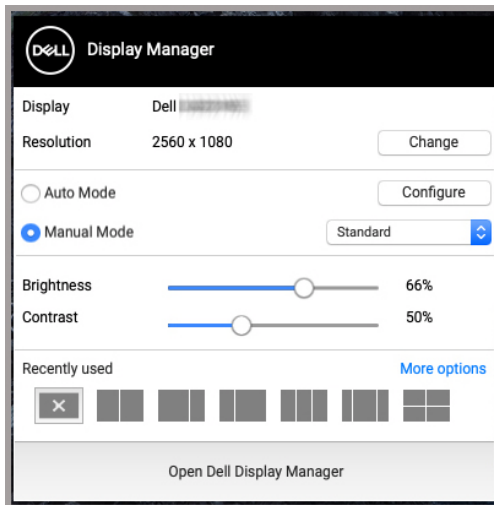 DELL Display Manager
Display Dell
Resolution 2560 x 1080 Change
Auto Mode Configure
Manual Mode Standard
Brightness 66%
Contrast 50%
Recently used More options
Open Dell Display Manager